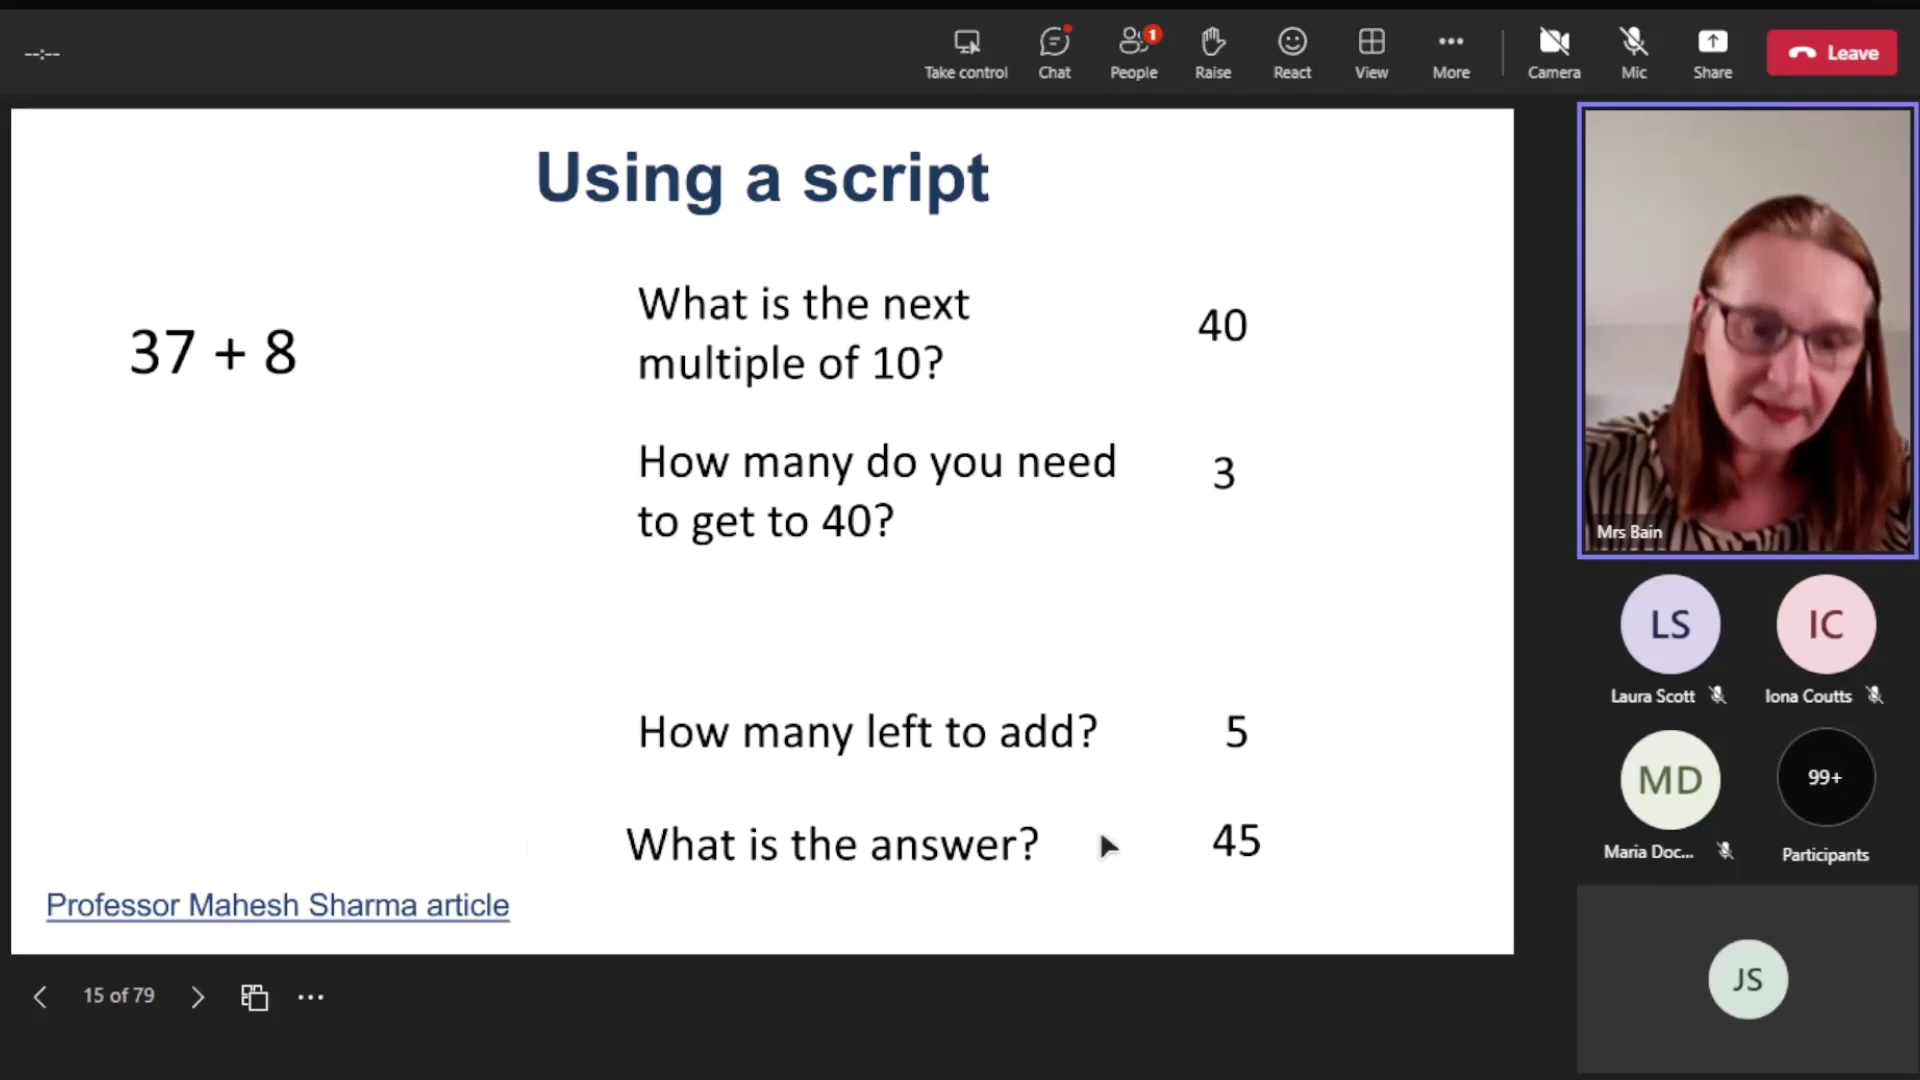 --:--
Take control
Chat
1
People
Raise
React
View
More
Camera
Mic
Share
Leave
Using a script
37 + 8
What is the next
multiple of 10?
40
How many do you need
to get to 40?
3
How many left to add?
5
What is the answer?
45
Professor Mahesh Sharma article
15 of 79
Mrs Bain
LS
Laura Scott
IC
Iona Coutts
MD
Maria Doc...
99+
Participants
JS